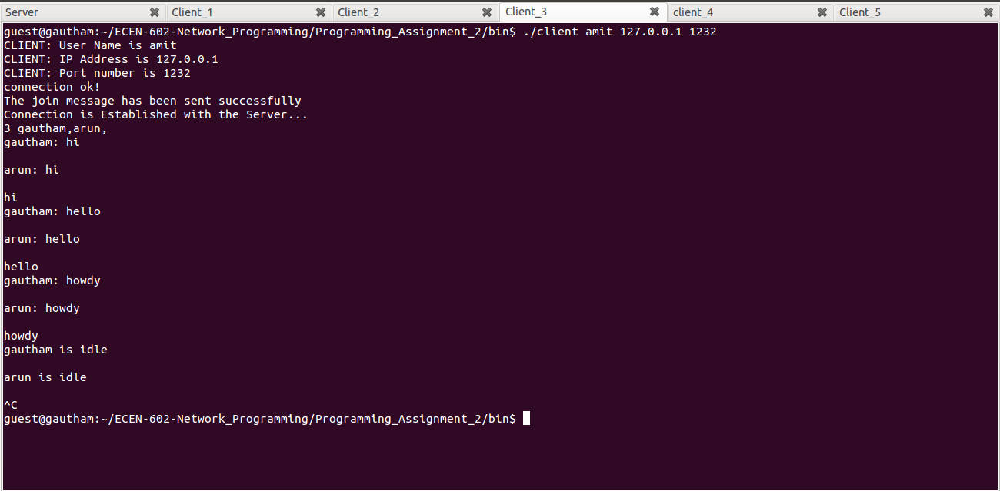 Server
Client_1
Client_2
Client_3
client_4
Client_5
guest@gautham:~/ECEN-602-Network_Programming/Programming_Assignment_2/bin$ ./client amit 127.0.0.1 1232
CLIENT: User Name is amit
CLIENT: IP Address is 127.0.0.1
CLIENT: Port number is 1232
connection ok!
The join message has been sent successfully
Connection is Established with the Server...
3 gautham,arun,
gautham: hi
arun: hi
hi
gautham: hello
arun: hello
hello
gautham: howdy
arun: howdy
howdy
gautham is idle
arun is idle
^C
guest@gautham:~/ECEN-602-Network_Programming/Programming_Assignment_2/bin$